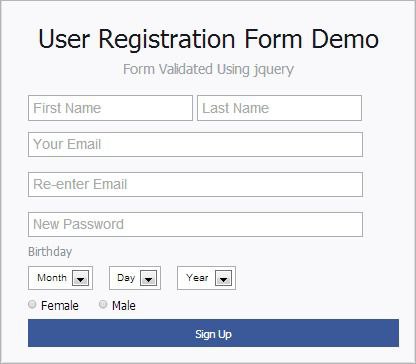 User Registration Form Demo
Form Validated Using jquery
First Name Last Name
Your Email
Re-enter Email
New Password
Birthday
Month Day Year
Female Male
Sign Up